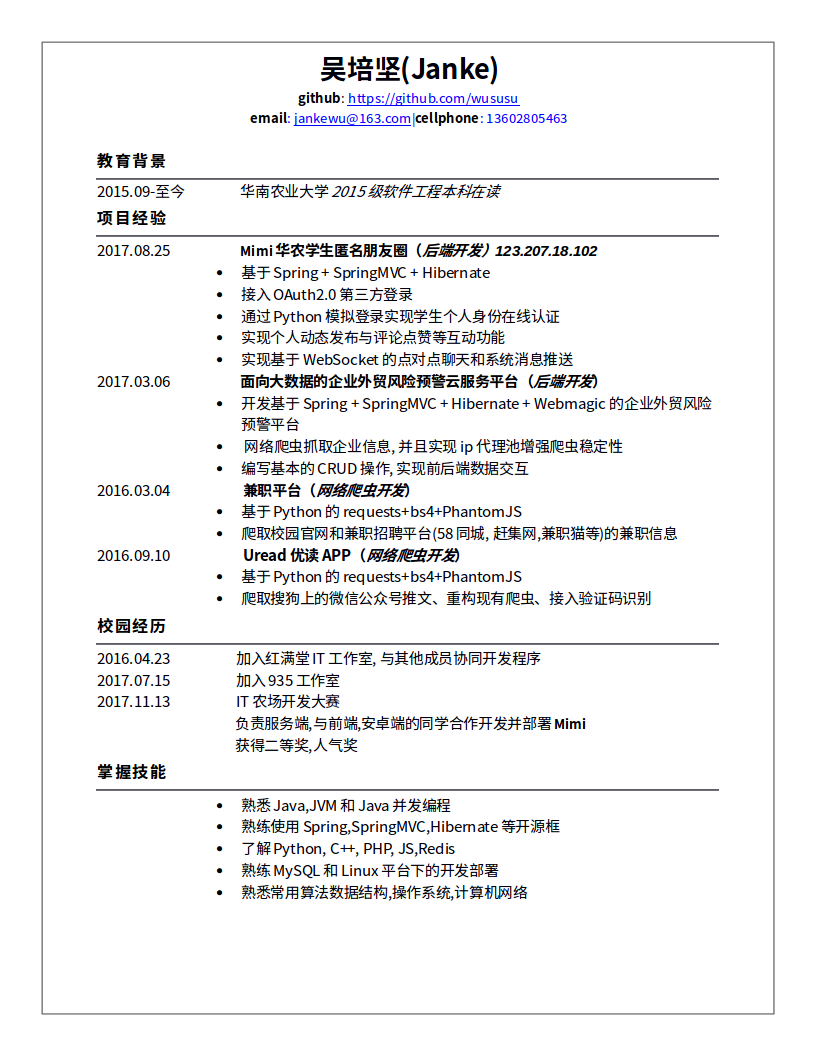 吴培坚(Janke)
github: https://github.com/wususu
email: jankewu@163.com|cellphone: 13602805463
教育背景
2015.09-至今 华南农业大学 2015 级软件工程本科在读
项目经验
2017.08.25 Mimi 华农学生匿名朋友圈（后端开发）123.207.18.102
• 基于 Spring + SpringMVC + Hibernate
• 接入 OAuth2.0 第三方登录
• 通过 Python 模拟登录实现学生个人身份在线认证
• 实现个人动态发布与评论点赞等互动功能
• 实现基于 WebSocket 的点对点聊天和系统消息推送
2017.03.06 面向大数据的企业外贸风险预警云服务平台（后端开发）
• 开发基于 Spring + SpringMVC + Hibernate + Webmagic 的企业外贸风险
预警平台
• 网络爬虫抓取企业信息, 并且实现 ip 代理池增强爬虫稳定性
• 编写基本的 CRUD 操作, 实现前后端数据交互
2016.03.04 兼职平台（网络爬虫开发）
• 基于 Python 的 requests+bs4+PhantomJS
• 爬取校园官网和兼职招聘平台(58 同城, 赶集网,兼职猫等)的兼职信息
2016.09.10 Uread 优读 APP（网络爬虫开发）
• 基于 Python 的 requests+bs4+PhantomJS
• 爬取搜狗上的微信公众号推文、重构现有爬虫、接入验证码识别
校园经历
2016.04.23 加入红满堂 IT 工作室, 与其他成员协同开发程序
2017.07.15 加入 935 工作室
2017.11.13 IT 农场开发大赛
负责服务端,与前端,安卓端的同学合作开发并部署 Mimi
获得二等奖,人气奖
掌握技能
• 熟悉 Java,JVM 和 Java 并发编程
• 熟练使用 Spring,SpringMVC,Hibernate 等开源框
• 了解 Python, C++, PHP, JS,Redis
• 熟练 MySQL 和 Linux 平台下的开发部署
• 熟悉常用算法数据结构,操作系统,计算机网络